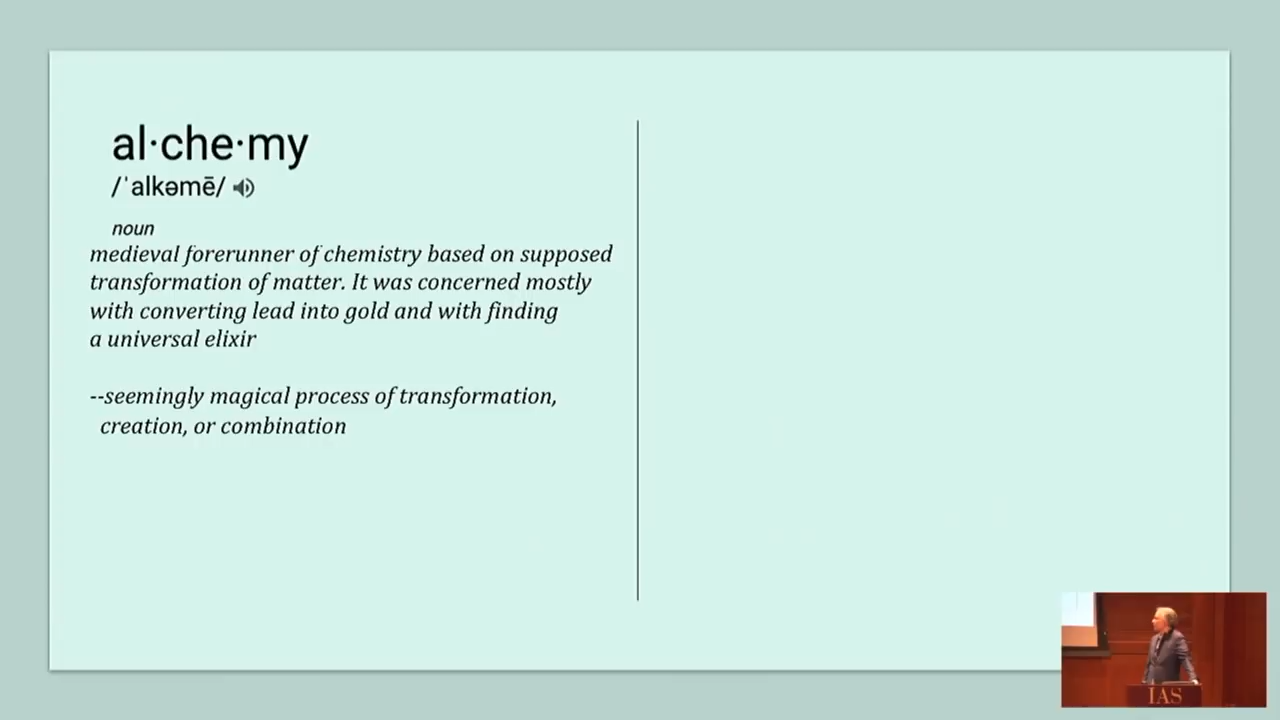 al·che·my
/ˈalkəmē/
noun
medieval forerunner of chemistry based on supposed
transformation of matter. It was concerned mostly
with converting lead into gold and with finding
a universal elixir
--seemingly magical process of transformation,
creation, or combination
IAS